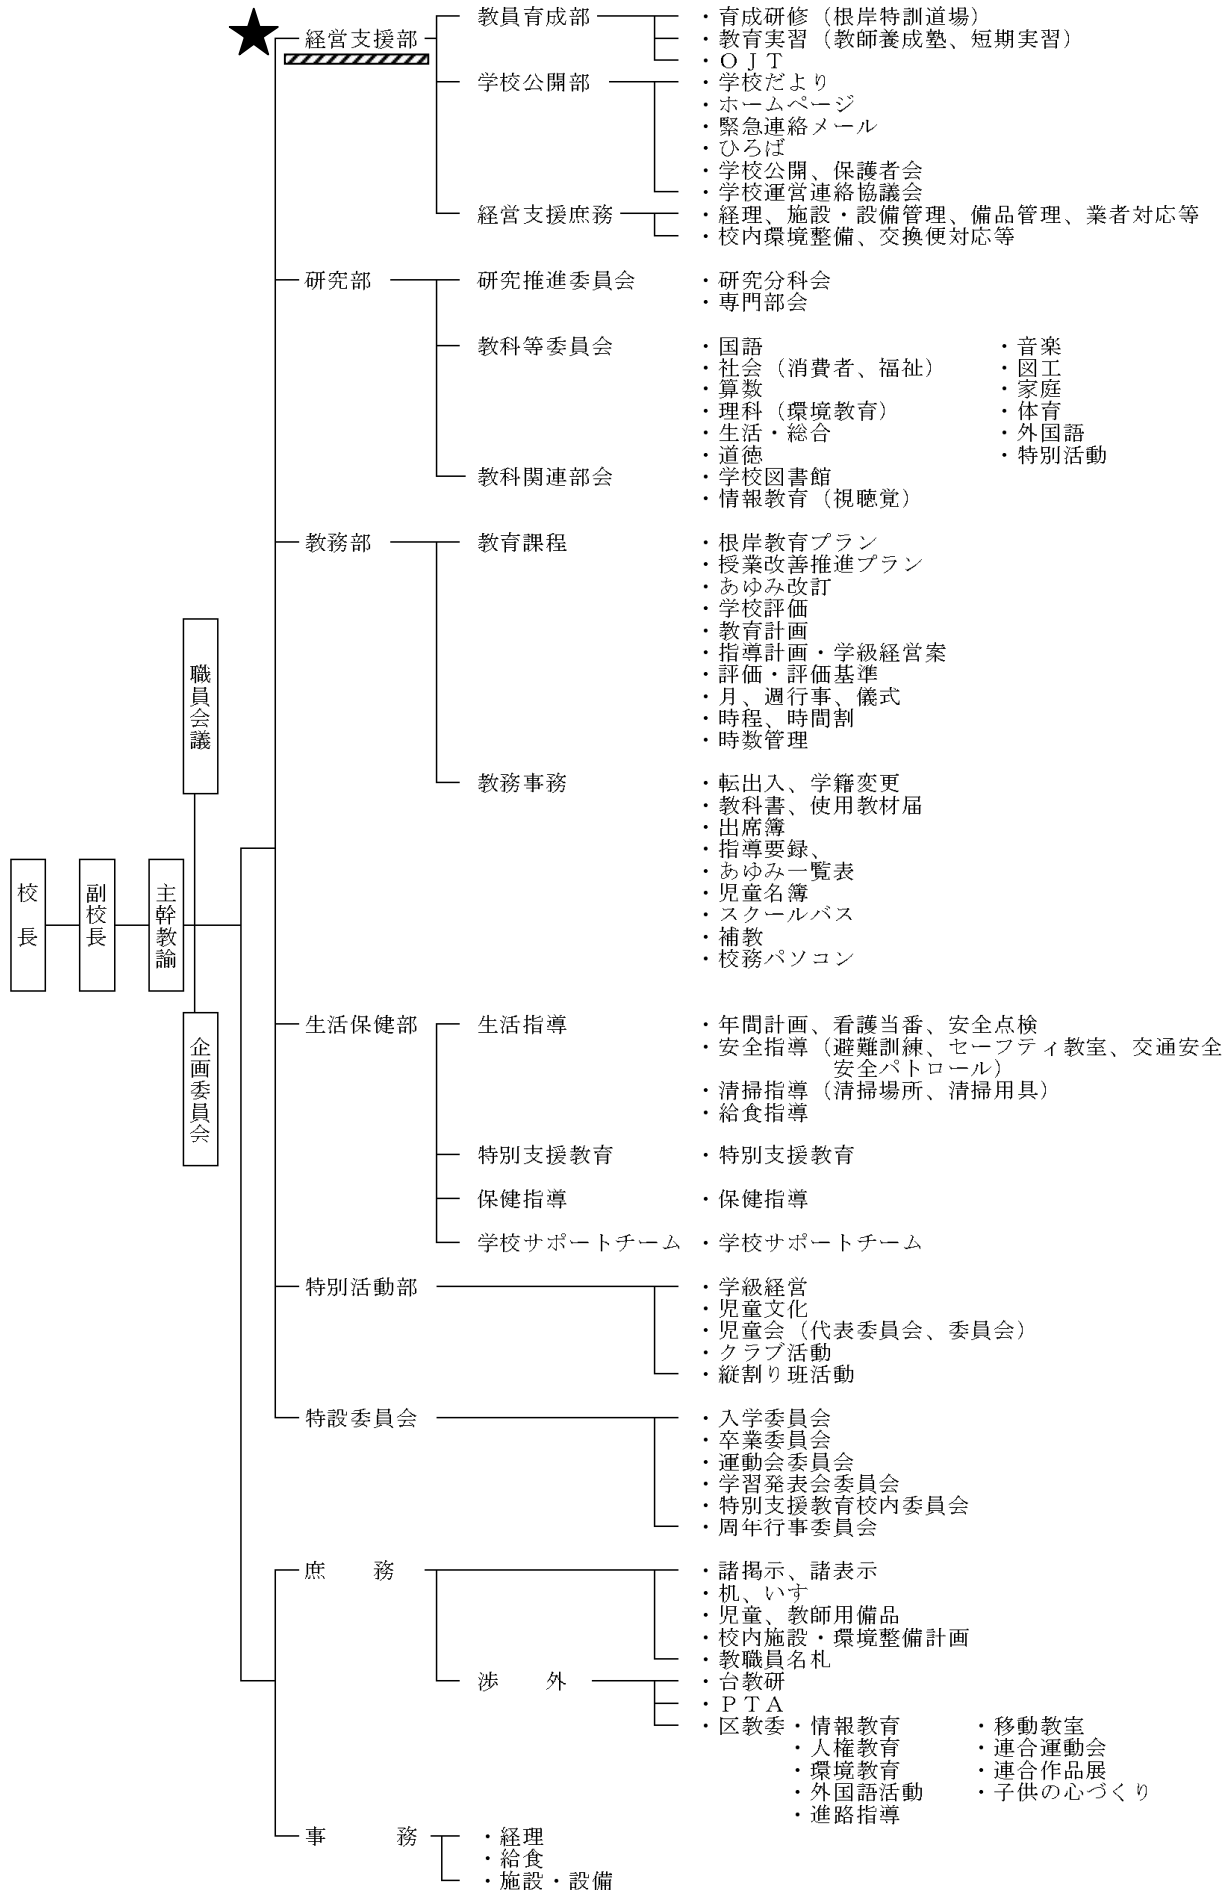 経営支援部
教員育成部
・育成研修（根岸特訓道場）
・教育実習（教師養成塾、短期実習）
・ＯＪＴ
学校公開部
・学校だより
・ホームページ
・緊急連絡メール
・ひろば
・学校公開、保護者会
・学校運営連絡協議会
経営支援庶務
・経理、施設・設備管理、備品管理、業者対応等
・校内環境整備、交換便対応等
研究部
研究推進委員会
・研究分科会
・専門部会
教科等委員会
・国語
・社会（消費者、福祉）
・算数
・理科（環境教育）
・生活・総合
・道徳
・音楽
・図工
・家庭
・体育
・外国語
・特別活動
教科関連部会
・学校図書館
・情報教育（視聴覚）
教務部
教育課程
・根岸教育プラン
・授業改善推進プラン
・あゆみ改訂
・学校評価
・教育計画
・指導計画・学級経営案
・評価・評価基準
・月、週行事、儀式
・時程、時間割
・時数管理
教務事務
・転出入、学籍変更
・教科書、使用教材届
・出席簿
・指導要録、
・あゆみ一覧表
・児童名簿
・スクールバス
・補教
・校務パソコン
職員会議
校長
副校長
主幹教諭
企画委員会
生活保健部
生活指導
・年間計画、看護当番、安全点検
・安全指導（避難訓練、セーフティ教室、交通安全
安全パトロール）
・清掃指導（清掃場所、清掃用具）
・給食指導
特別支援教育
・特別支援教育
保健指導
・保健指導
学校サポートチーム
・学校サポートチーム
特別活動部
・学級経営
・児童文化
・児童会（代表委員会、委員会）
・クラブ活動
・縦割り班活動
特設委員会
・入学委員会
・卒業委員会
・運動会委員会
・学習発表会委員会
・特別支援教育校内委員会
・周年行事委員会
庶　務
・諸掲示、諸表示
・机、いす
・児童、教師用備品
・校内施設・環境整備計画
・教職員名札
渉　外
・台教研
・ＰＴＡ
・区教委
・情報教育
・人権教育
・環境教育
・外国語活動
・進路指導
・移動教室
・連合運動会
・連合作品展
・子供の心づくり
事　務
・経理
・給食
・施設・設備